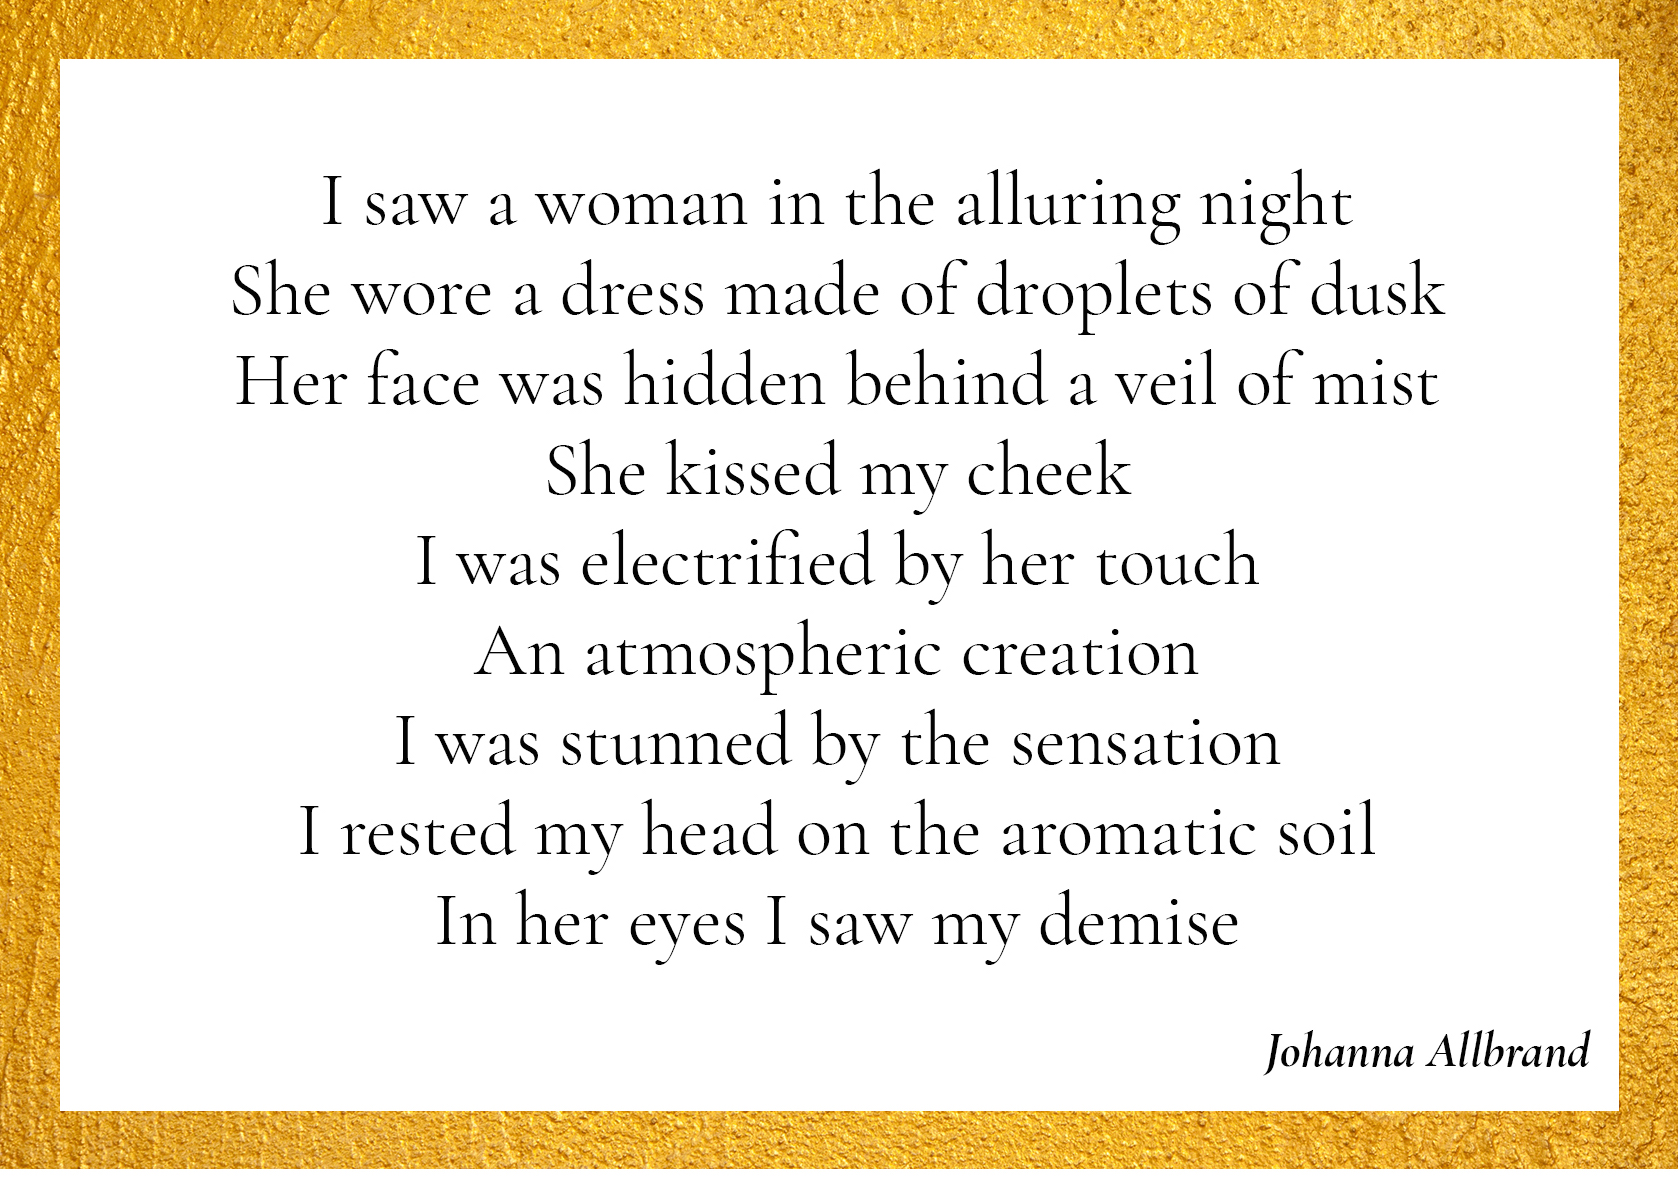 I saw a woman in the alluring night
She wore a dress made of droplets of dusk
Her face was hidden behind a veil of mist
She kissed my cheek
I was electrified by her touch
An atmospheric creation
I was stunned by the sensation
I rested my head on the aromatic soil
In her eyes I saw my demise
Johanna Allbrand